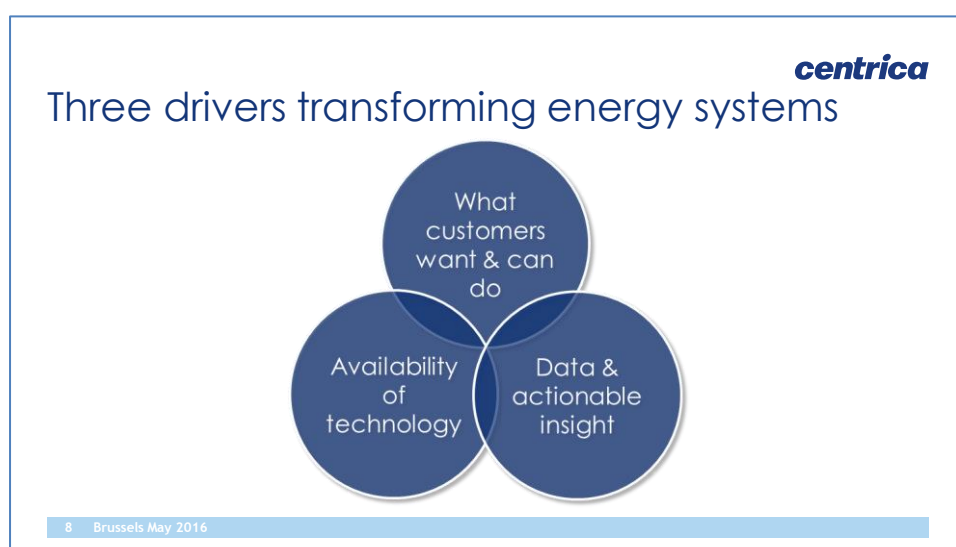 centrica
Three drivers transforming energy systems
What
customers
want & can
do
Availability
of
technology
Data &
actionable
insight
8 Brussels May 2016